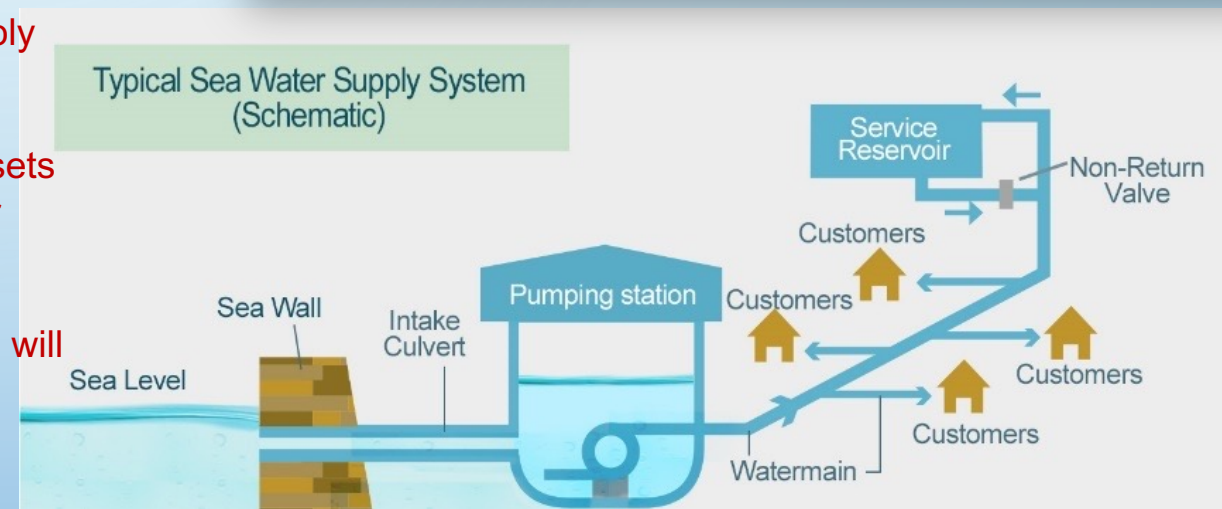 sets
will
Typical Sea Water Supply System
(Schematic)
Service
Reservoir
Non-Return
Valve
Customers
Pumping station
Customers
Sea Wall
Intake
Culvert
Sea Level
Customers
Customers
Watermain